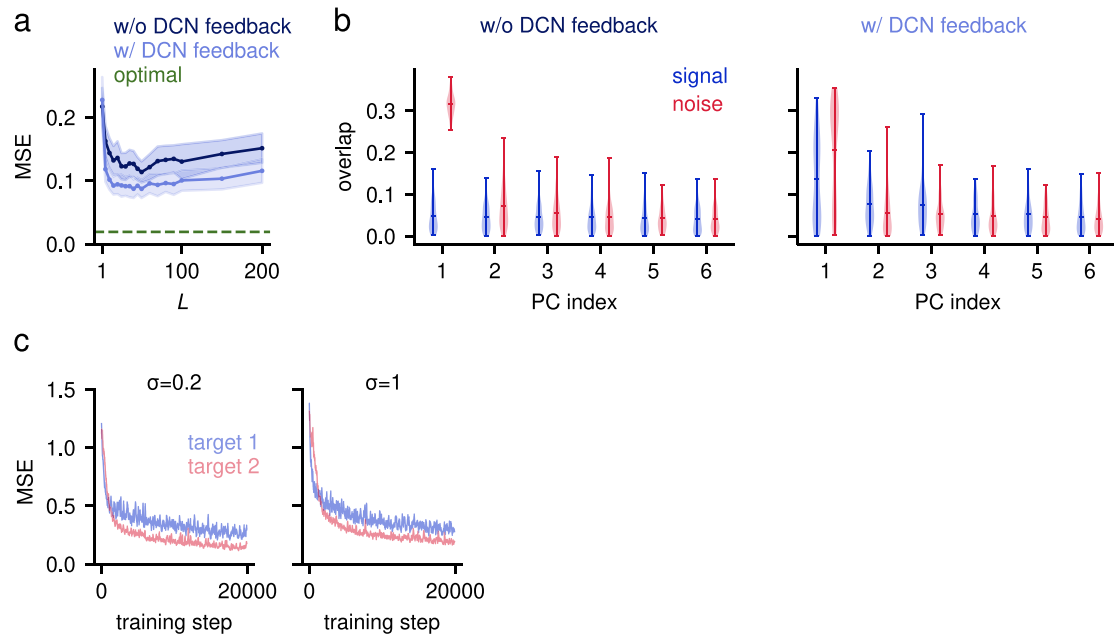 a
w/o DCN feedback
w/ DCN feedback
optimal
MSE
0.2
0.1
0.0
1
100
200
L
b
w/o DCN feedback
signal
noise
overlap
0.3
0.2
0.1
0.0
1
2
3
4
5
6
PC index
w/ DCN feedback
1
2
3
4
5
6
PC index
c
σ=0.2
target 1
target 2
MSE
1.5
1.0
0.5
0.0
0
20000
training step
σ=1
0
20000
training step